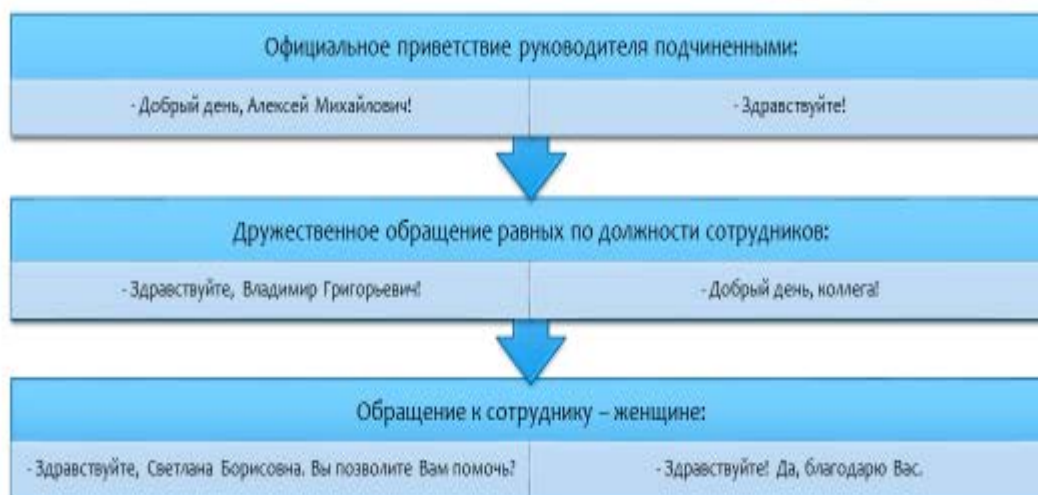 Официальное приветствие руководителя подчиненными:
- Добрый день, Алексей Михайлович!
- Здравствуйте!
Дружественное обращение равных по должности сотрудников:
- Здравствуйте, Владимир Григорьевич!
- Добрый день, коллега!
Обращение к сотруднику – женщине:
- Здравствуйте, Светлана Борисовна. Вы позволите Вам помочь?
- Здравствуйте! Да, благодарю Вас.